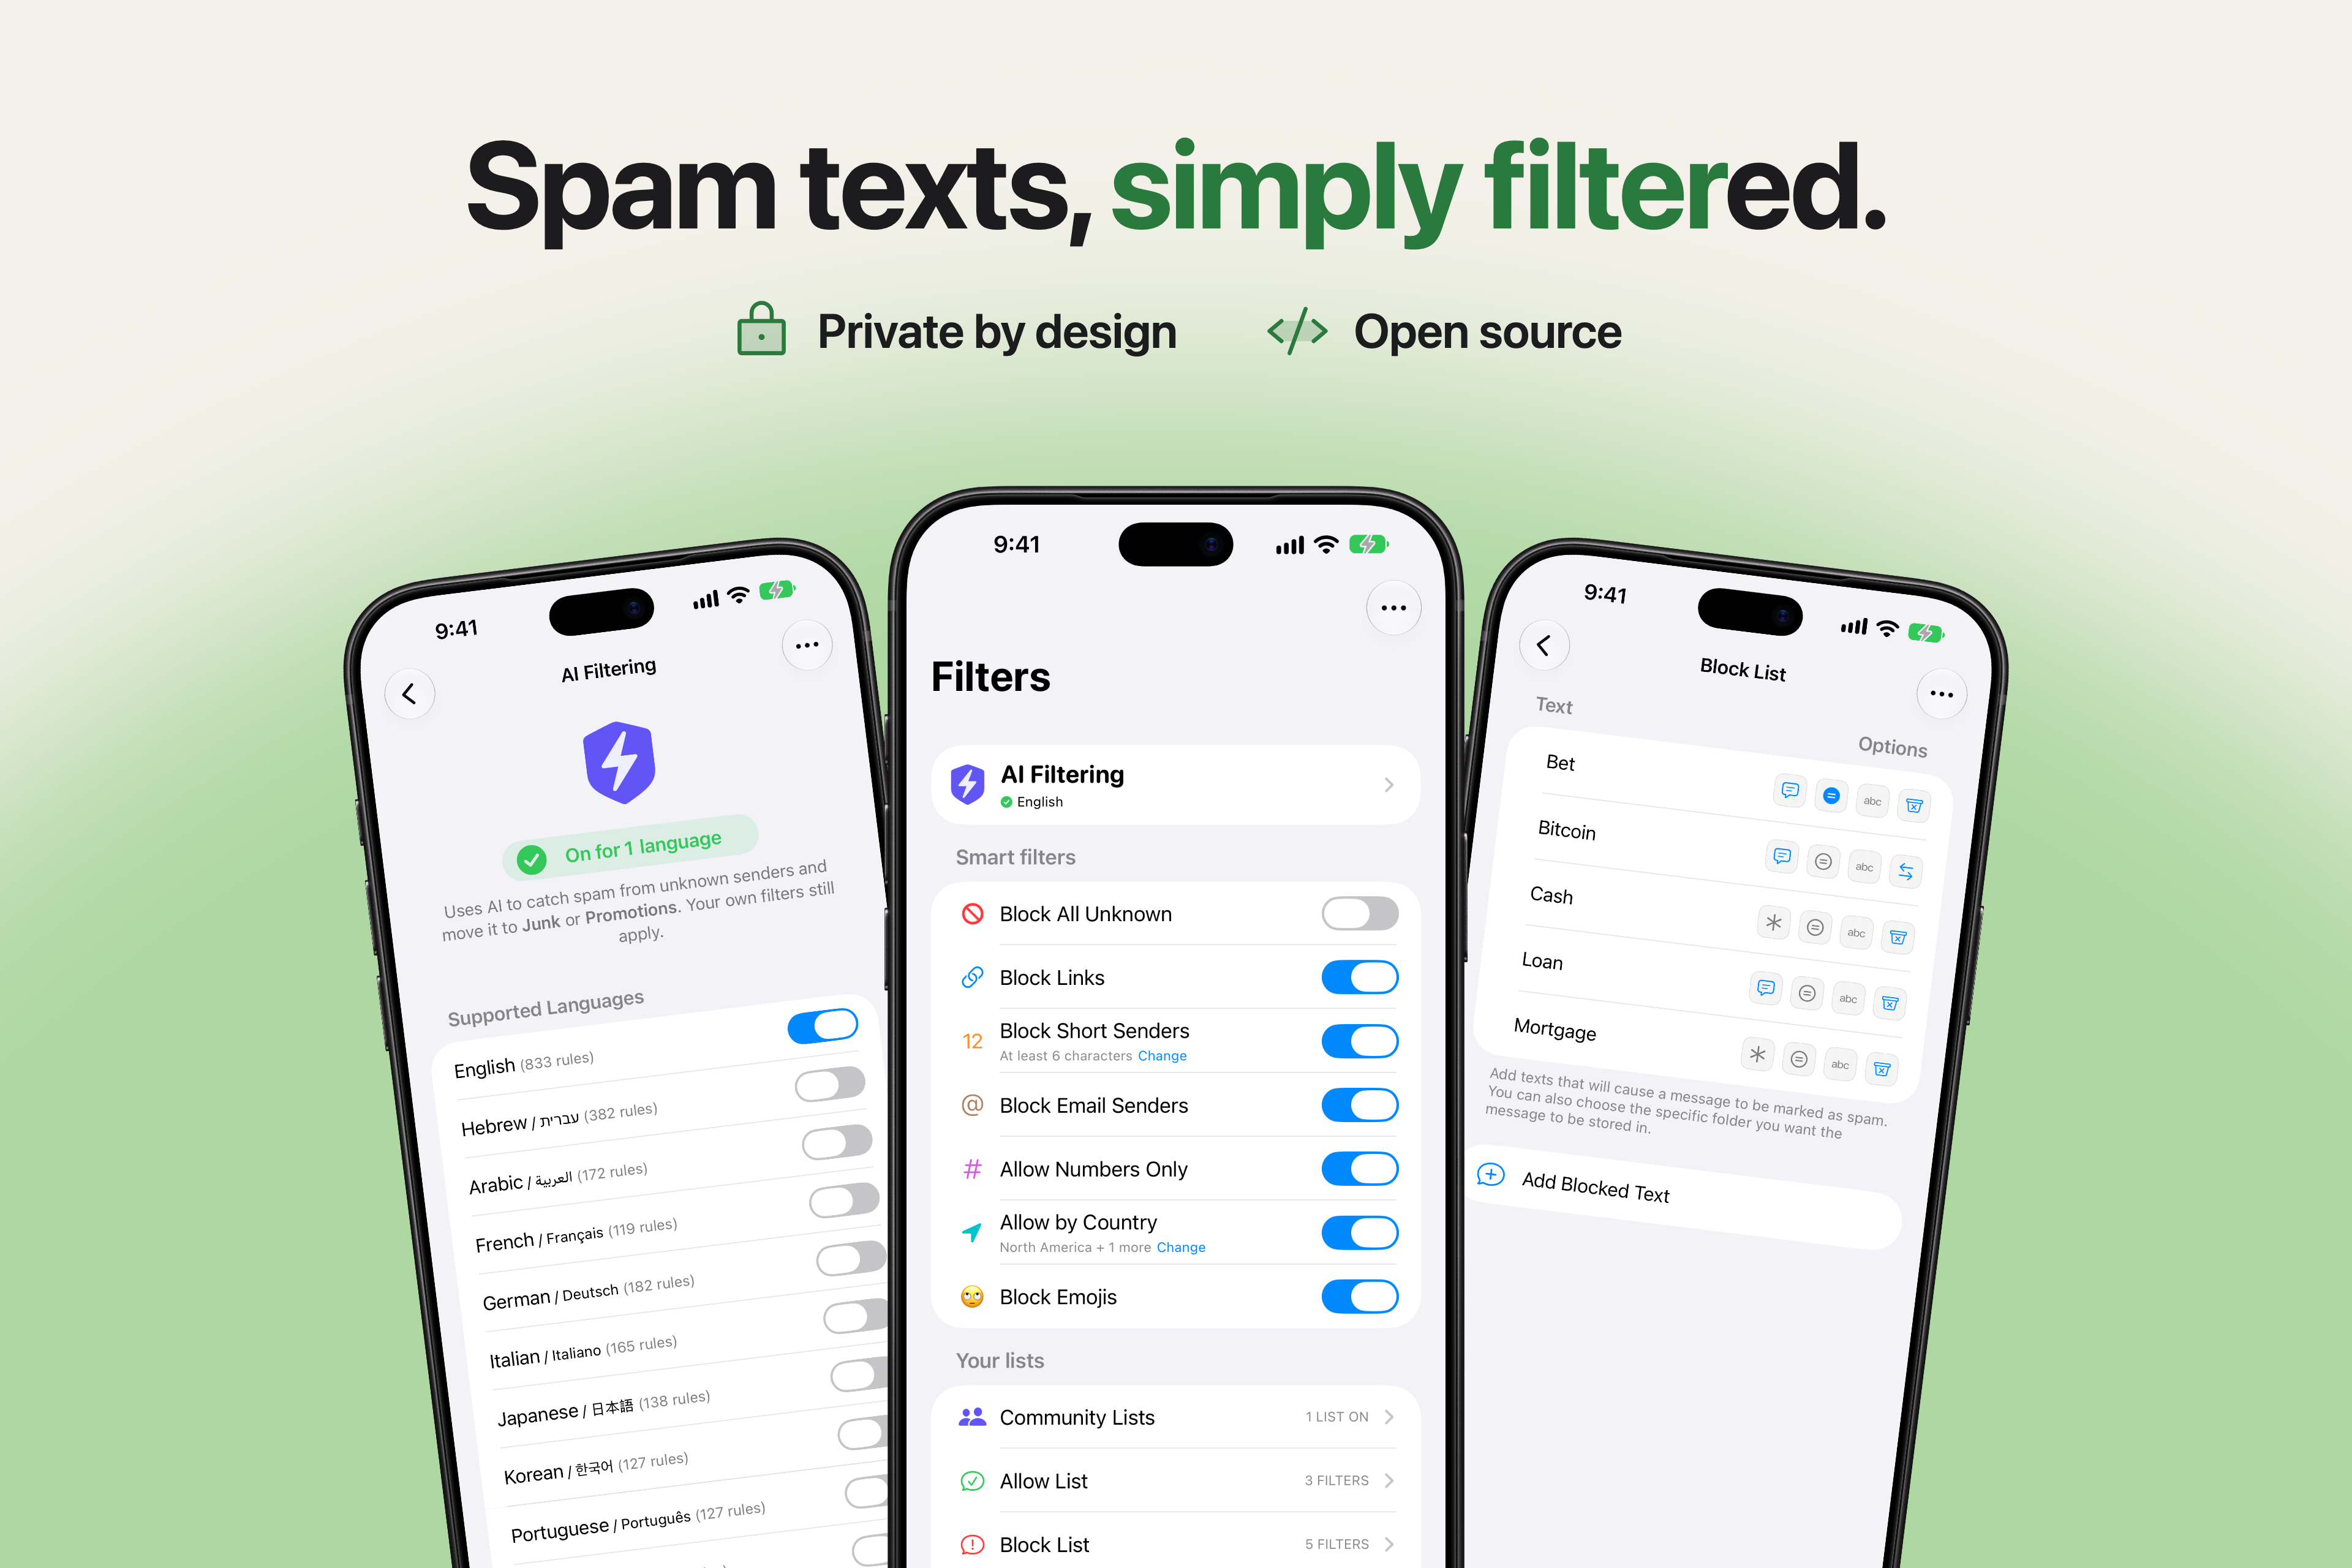 Spam texts, simply filtered.
Private by design
Open source
9:41
AI Filtering
On for 1 language
Uses AI to catch spam from unknown senders and
move it to Junk or Promotions. Your own filters still
apply.
Supported Languages
English (833 rules)
Hebrew / עברית (382 rules)
Arabic / العربية (172 rules)
French / Français (119 rules)
German / Deutsch (182 rules)
Italian / Italiano (165 rules)
Japanese / 日本語 (138 rules)
Korean / 한국어 (127 rules)
Portuguese / Português (127 rules)
9:41
Filters
AI Filtering
English
Smart filters
Block All Unknown
Block Links
12 Block Short Senders
At least 6 characters Change
@ Block Email Senders
# Allow Numbers Only
Allow by Country
North America + 1 more Change
Block Emojis
Your lists
Community Lists 1 LIST ON
Allow List 3 FILTERS
Block List 5 FILTERS
9:41
Block List
Text
Options
Bet abc
Bitcoin abc
Cash abc
Loan abc
Mortgage abc
Add texts that will cause a message to be marked as spam.
You can also choose the specific folder you want the
message to be stored in.
Add Blocked Text